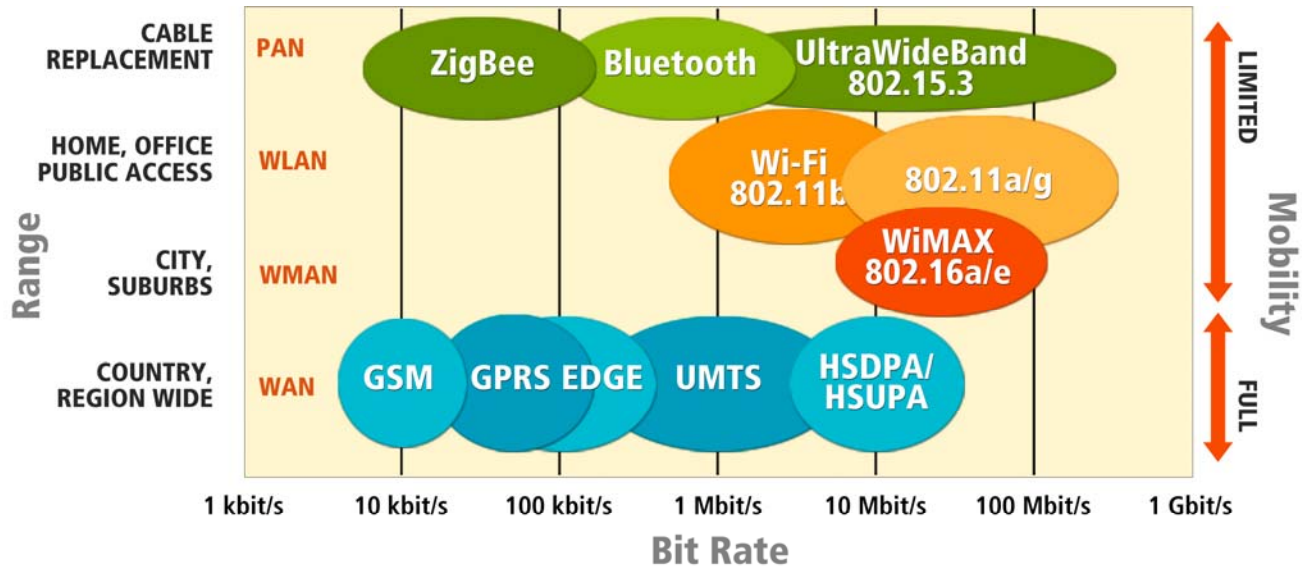 CABLE
REPLACEMENT
PAN
ZigBee
Bluetooth
UltraWideBand
802.15.3
LIMITED
HOME, OFFICE
PUBLIC ACCESS
WLAN
Wi-Fi
802.11b
802.11a/g
Range
Mobility
CITY,
SUBURBS
WMAN
WiMAX
802.16a/e
COUNTRY,
REGION WIDE
WAN
GSM
GPRS
EDGE
UMTS
HSDPA/
HSUPA
FULL
1 kbit/s
10 kbit/s
100 kbit/s
1 Mbit/s
10 Mbit/s
100 Mbit/s
1 Gbit/s
Bit Rate